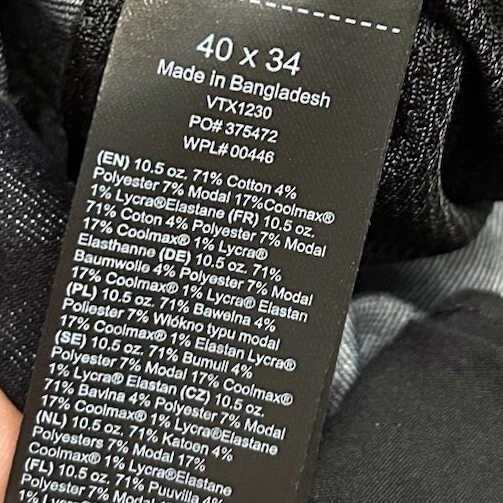 40 x 34
Made in Bangladesh
VTX1230
PO# 375472
WPL# 00446
(EN) 10.5 oz. 71% Cotton 4%
Polyester 7% Modal 17%Coolmax®
1% Lycra®Elastane (FR) 10.5 oz.
71% Coton 4% Polyester 7% Modal
17% Coolmax® 1% Lycra®
Elasthanne (DE) 10.5 oz. 71%
Baumwolle 4% Polyester 7% Modal
17% Coolmax® 1% Lycra® Elastan
(PL) 10.5 oz. 71% Bawelna 4%
Poliester 7% Wlókno typu modal
17% Coolmax® 1% Elastan Lycra®
(SE) 10.5 oz. 71% Bumull 4%
Polyester 7% Modal 17% Coolmax®
1% Lycra® Elastan (CZ) 10.5 oz.
71% Bavlna 4% Polyester 7% Modal
17% Coolmax® 1% Lycra®Elastane
(NL) 10.5 oz, 71% Katoen 4%
Polyesters 7% Modal 17%
Coolmax® 1% Lycra®Elastane
(FL) 10.5 oz. 71% Puuvilla 4%
Polyester 7% Modal
1%